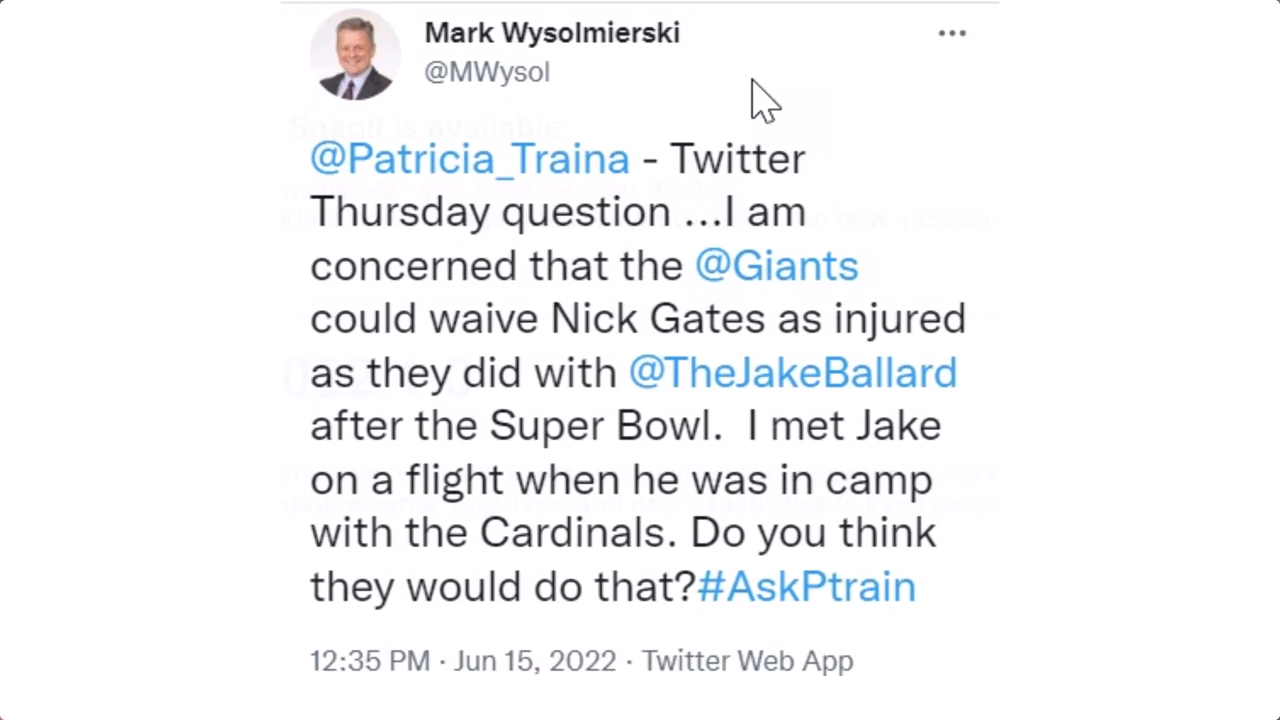 Mark Wysolmierski
@MWysol
@Patricia_Traina - Twitter
Thursday question ...I am
concerned that the @Giants
could waive Nick Gates as injured
as they did with @TheJakeBallard
after the Super Bowl.  I met Jake
on a flight when he was in camp
with the Cardinals. Do you think
they would do that?#AskPtrain
12:35 PM · Jun 15, 2022 · Twitter Web App